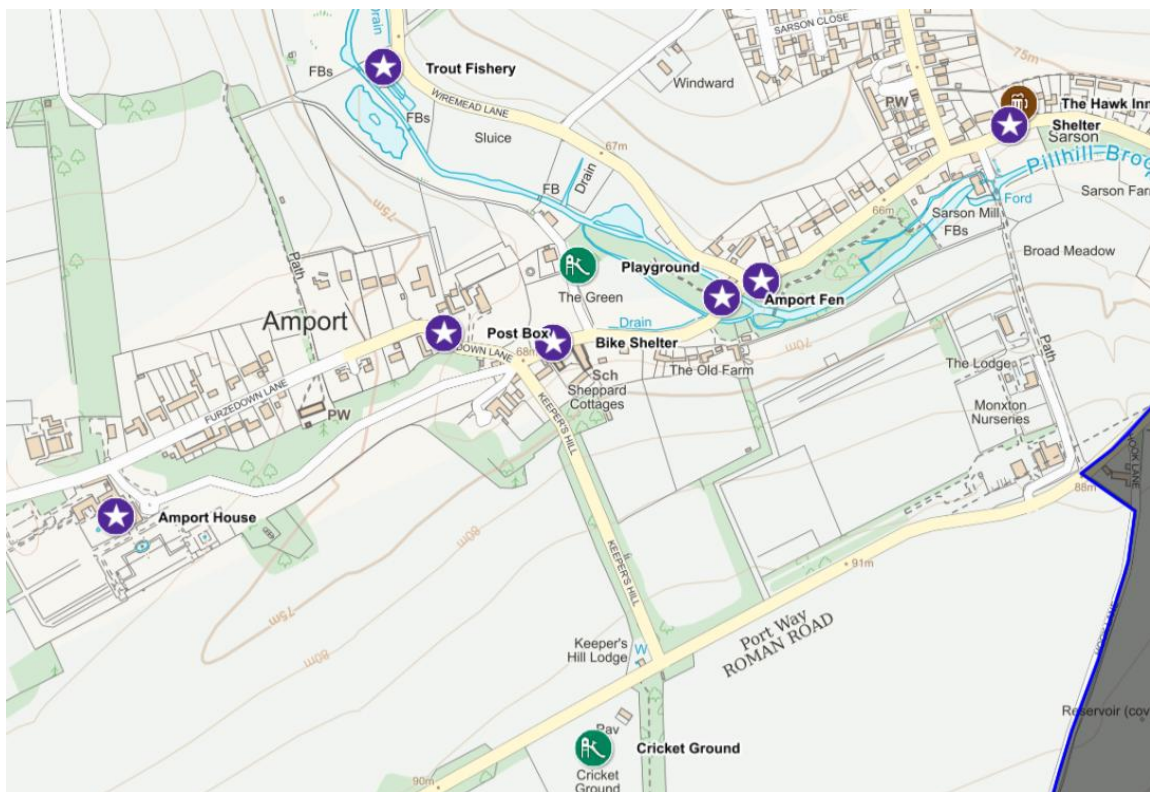 Drain
SARSON CLOSE
75m
FBs
Trout Fishery
Windward
PW
The Hawk Inn
WIREMEAD LANE
FBs
Shelter
Sarson
Sluice
67m
Drain
FB
Ford
Sarson Farm
66m
Sarson Mill
FBs
75m
Broad Meadow
Path
Playground
The Green
Amport Fen
Amport
Post Box
Drain
Bike Shelter
70m
DOWN LANE
68m
The Old Farm
Sch
Sheppard
Cottages
The Lodge
Path
FURZEDOWN LANE
PW
KEEPER'S HILL
Monxton
Nurseries
88m
Amport House
80m
KEEPER'S HILL
75m
80m
91m
Port Way
ROMAN ROAD
Keeper's
Hill Lodge
W
Reservoir (cov
Pav
Cricket Ground
Cricket
Ground
90m